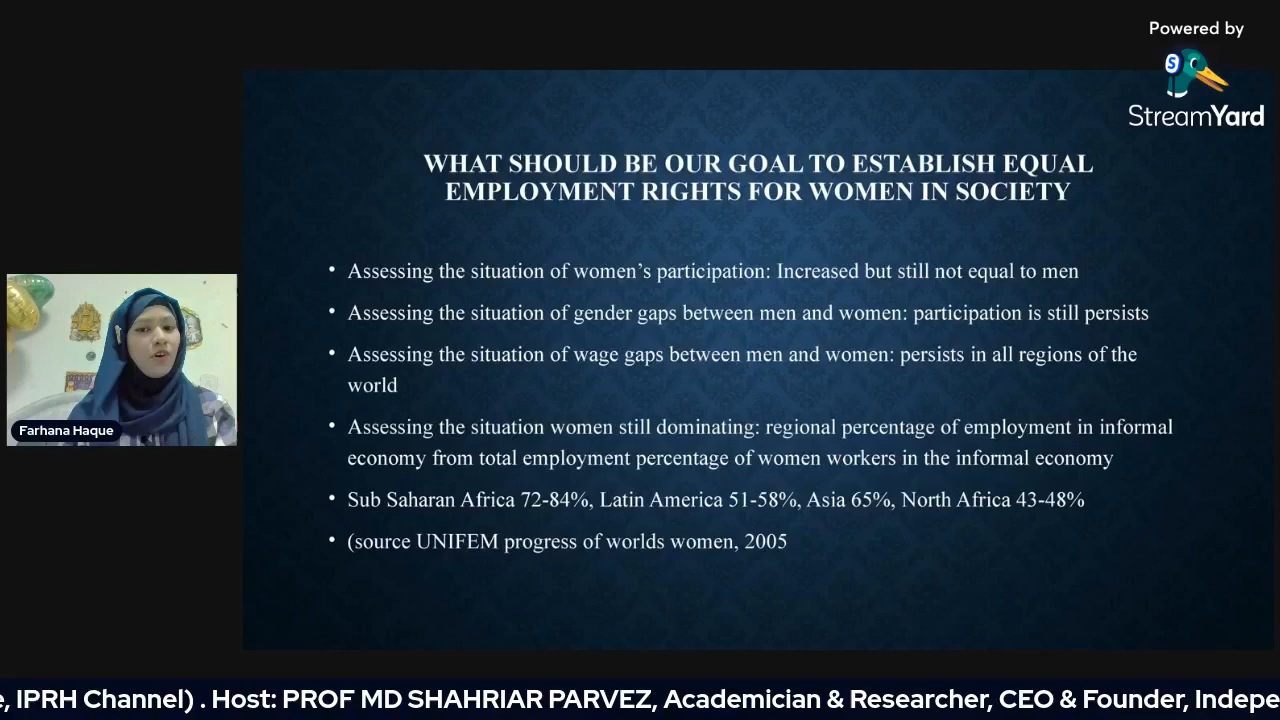 Powered by
S
StreamYard
WHAT SHOULD BE OUR GOAL TO ESTABLISH EQUAL
EMPLOYMENT RIGHTS FOR WOMEN IN SOCIETY
• Assessing the situation of women’s participation: Increased but still not equal to men
• Assessing the situation of gender gaps between men and women: participation is still persists
• Assessing the situation of wage gaps between men and women: persists in all regions of the
world
• Assessing the situation women still dominating: regional percentage of employment in informal
economy from total employment percentage of women workers in the informal economy
• Sub Saharan Africa 72-84%, Latin America 51-58%, Asia 65%, North Africa 43-48%
• (source UNIFEM progress of worlds women, 2005
Farhana Haque
e, IPRH Channel) . Host: PROF MD SHAHRIAR PARVEZ, Academician & Researcher, CEO & Founder, Indepe